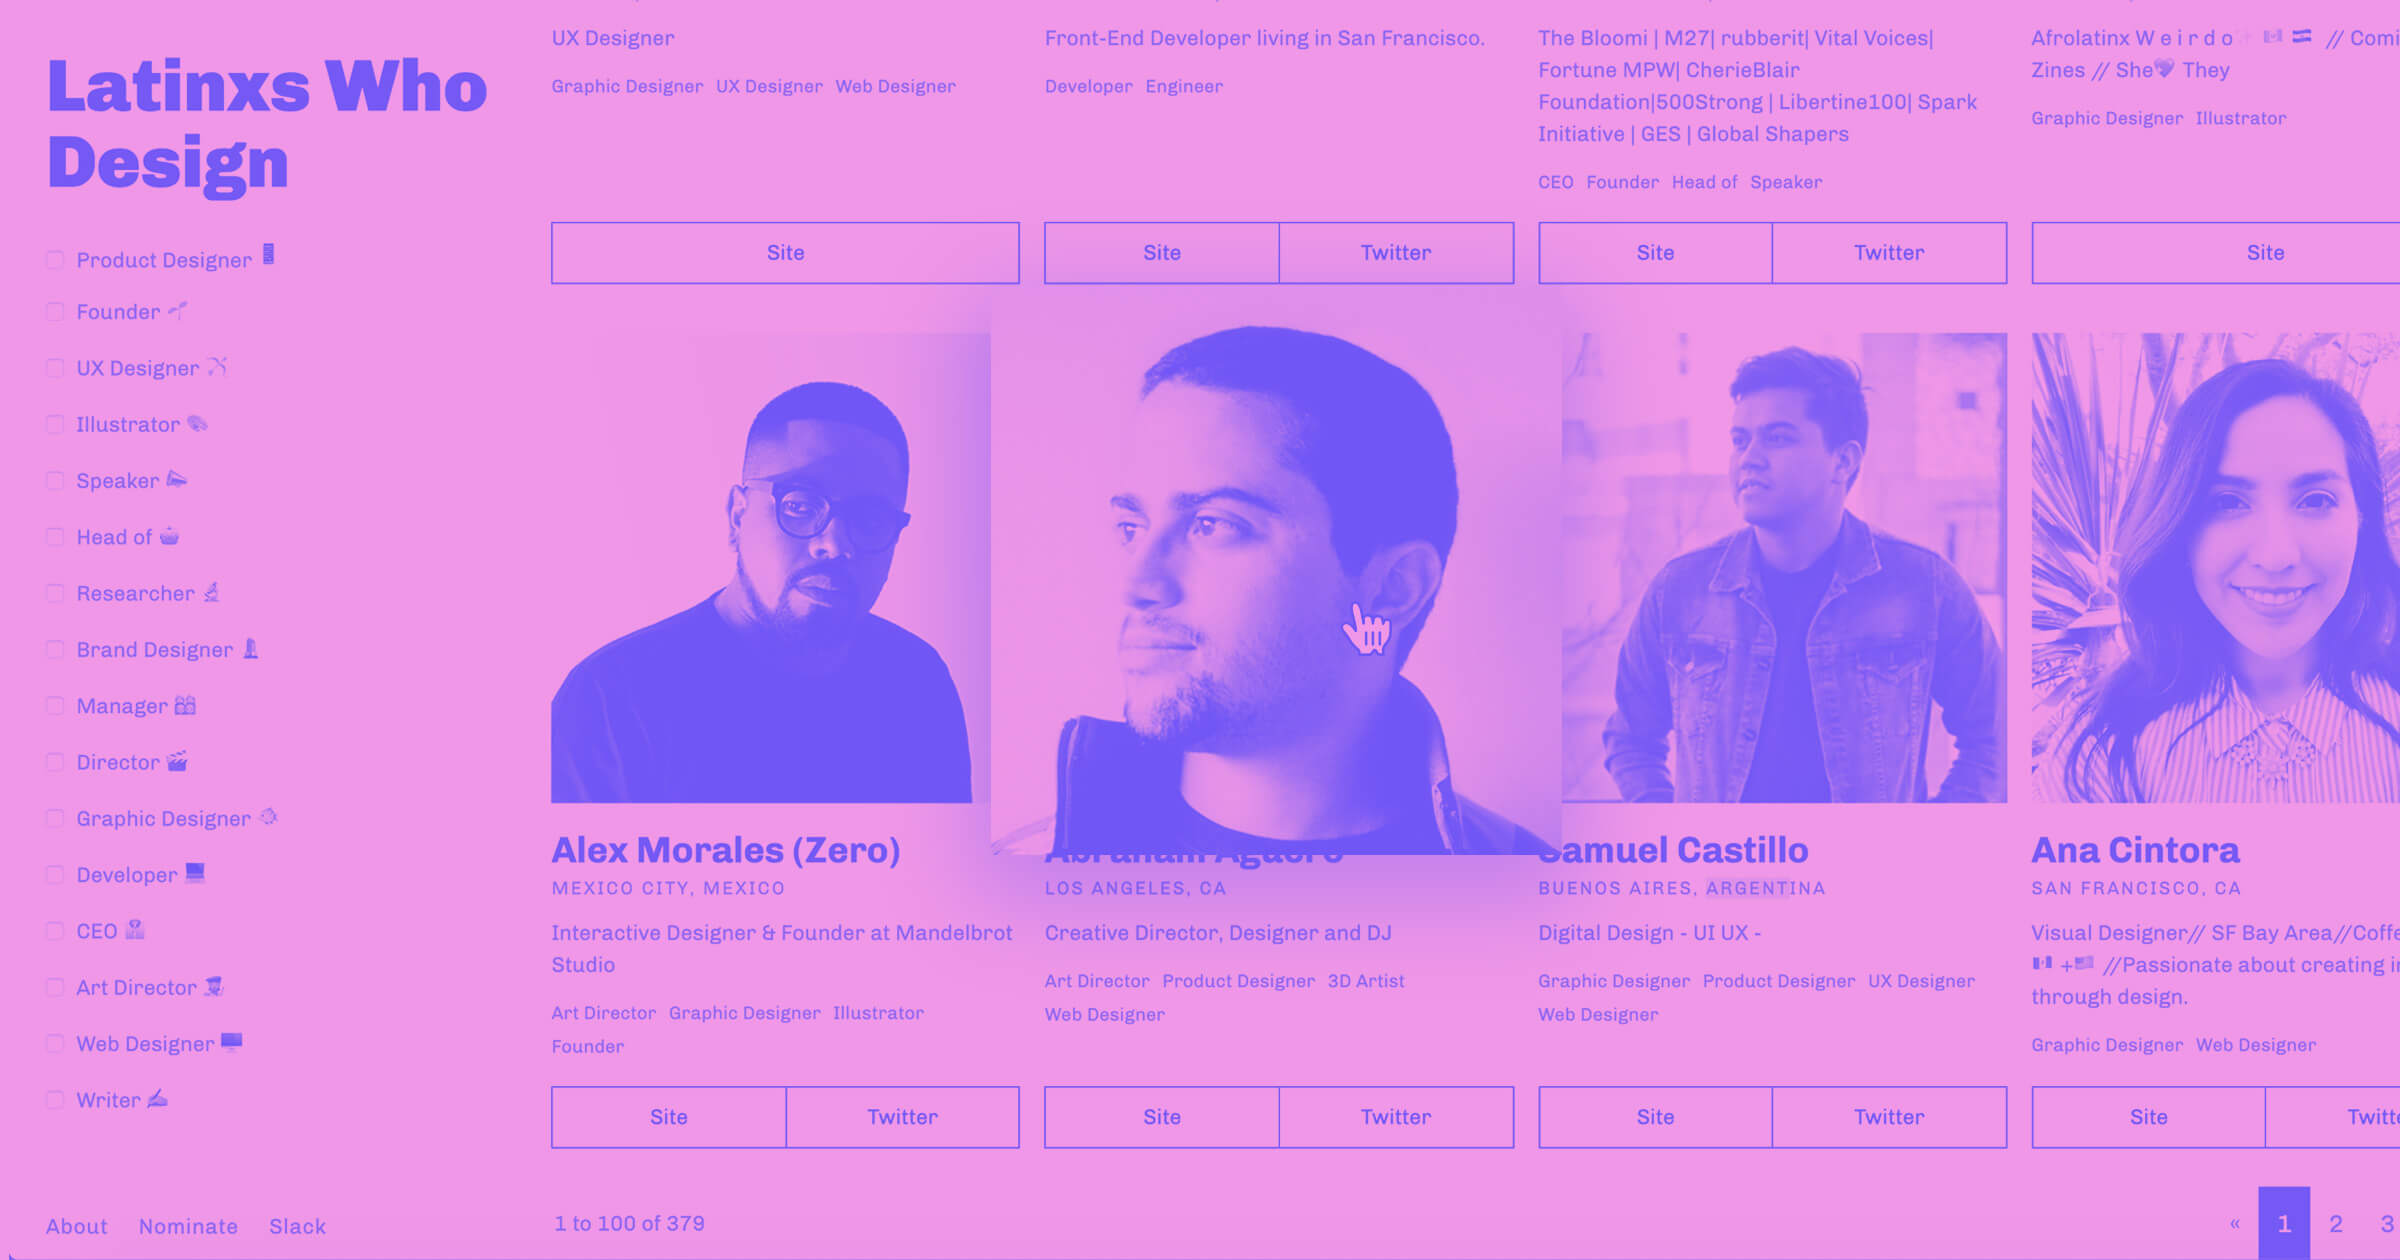 Latinxs Who
Design
Product Designer
Founder
UX Designer
Illustrator
Speaker
Head of
Researcher
Brand Designer
Manager
Director
Graphic Designer
Developer
CEO
Art Director
Web Designer
Writer
About Nominate Slack
UX Designer
Graphic Designer UX Designer Web Designer
Site
Front-End Developer living in San Francisco.
Developer Engineer
Site Twitter
The Bloomi | M27| rubberit| Vital Voices|
Fortune MPW| CherieBlair
Foundation|500Strong | Libertine100| Spark
Initiative | GES | Global Shapers
CEO Founder Head of Speaker
Site Twitter
Afrolatinx W e i r d o // Comi
Zines // She💖 They
Graphic Designer Illustrator
Site
Alex Morales (Zero)
MEXICO CITY, MEXICO
Interactive Designer & Founder at Mandelbrot
Studio
Art Director Graphic Designer Illustrator
Founder
Site Twitter
Abraham Agüero
LOS ANGELES, CA
Creative Director, Designer and DJ
Art Director Product Designer 3D Artist
Web Designer
Site Twitter
Samuel Castillo
BUENOS AIRES, ARGENTINA
Digital Design - UI UX -
Graphic Designer Product Designer UX Designer
Web Designer
Site Twitter
Ana Cintora
SAN FRANCISCO, CA
Visual Designer// SF Bay Area//Coffe
+ //Passionate about creating i
through design.
Graphic Designer Web Designer
Site Twitt
1 to 100 of 379
« 1 2 3